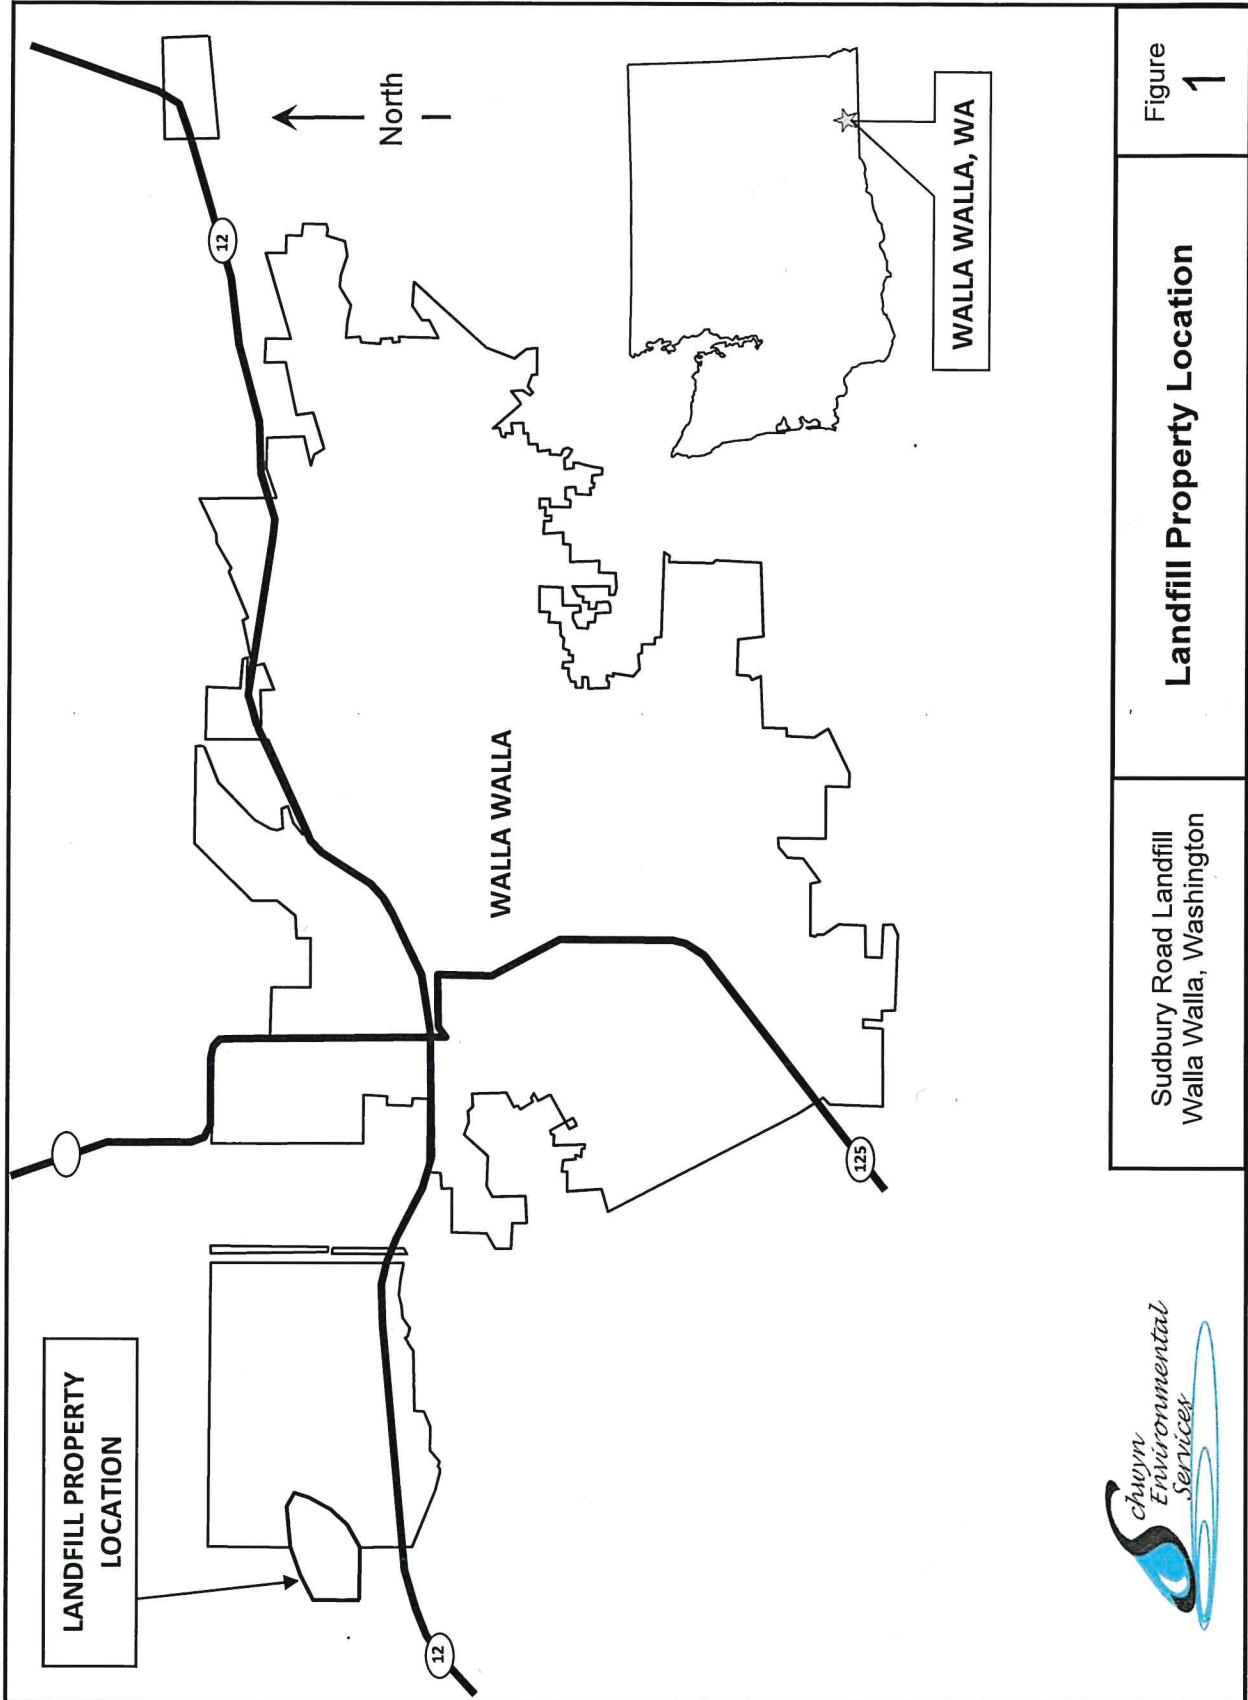 LANDFILL PROPERTY
LOCATION
12
12
North
WALLA WALLA
125
WALLA WALLA, WA
Schwyn
Environmental
Services
Sudbury Road Landfill
Walla Walla, Washington
Landfill Property Location
Figure
1